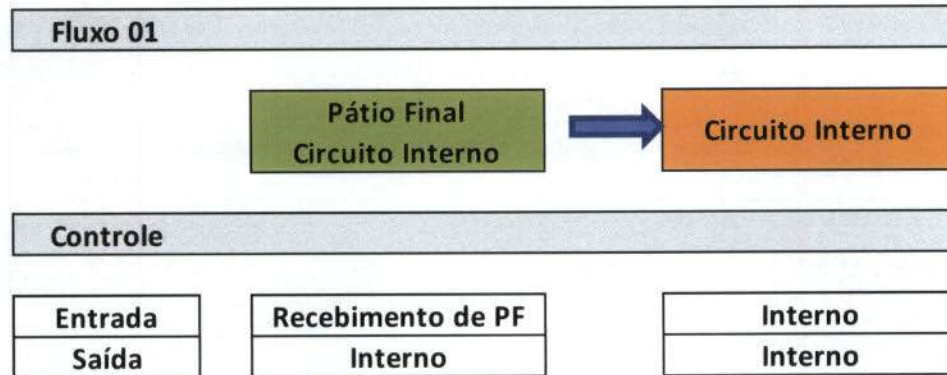 Fluxo 01
Pátio Final
Circuito Interno
Circuito Interno
Controle
Entrada
Recebimento de PF
Interno
Saída
Interno
Interno